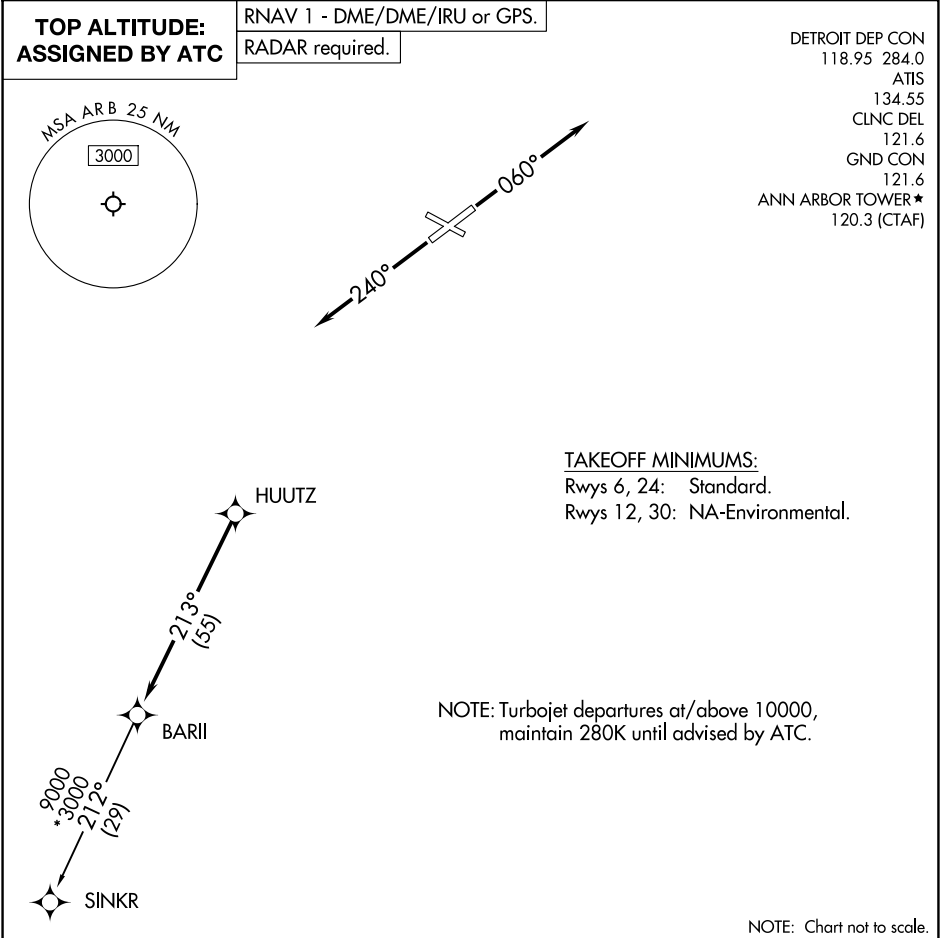 TOP ALTITUDE:
ASSIGNED BY ATC
RNAV 1 - DME/DME/IRU or GPS.
RADAR required.
DETROIT DEP CON
118.95 284.0
ATIS
134.55
CLNC DEL
121.6
GND CON
121.6
ANN ARBOR TOWER★
120.3 (CTAF)
MSA ARB 25 NM
3000
060°
240°
TAKEOFF MINIMUMS:
Rwys 6, 24: Standard.
Rwys 12, 30: NA-Environmental.
HUUTZ
213°
(55)
BARII
NOTE: Turbojet departures at/above 10000,
maintain 280K until advised by ATC.
9000
*3000
212°
(29)
SINKR
NOTE: Chart not to scale.